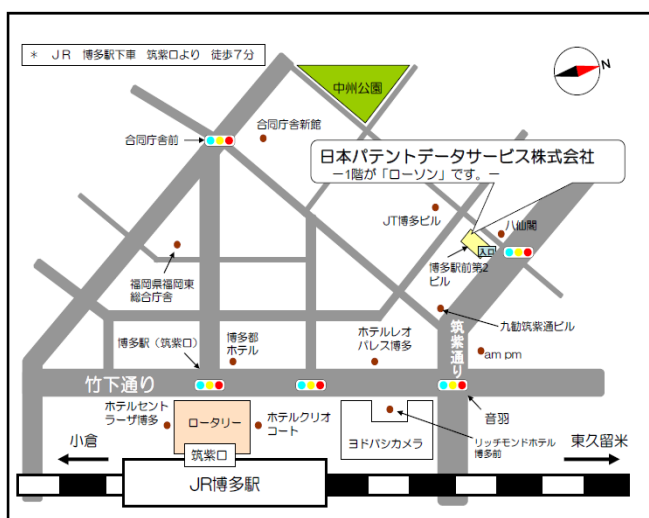 ＊ ＪＲ 博多駅下車 筑紫口より 徒歩７分
N
中州公園
合同庁舎新館
合同庁舎前
日本パテントデータサービス株式会社
－1階が「ローソン」です。－
JT博多ビル
八仙閣
入口
博多駅前第2
ビル
福岡県福岡東
総合庁舎
九勧筑紫通ビル
筑紫通り
博多駅（筑紫口）
博多都
ホテル
ホテルレオ
パレス博多
am pm
竹下通り
ホテルセント
ラーザ博多
ロータリー
ホテルクリオ
コート
音羽
ヨドバシカメラ
リッチモンドホテル
博多前
小倉
筑紫口
東久留米
JR博多駅